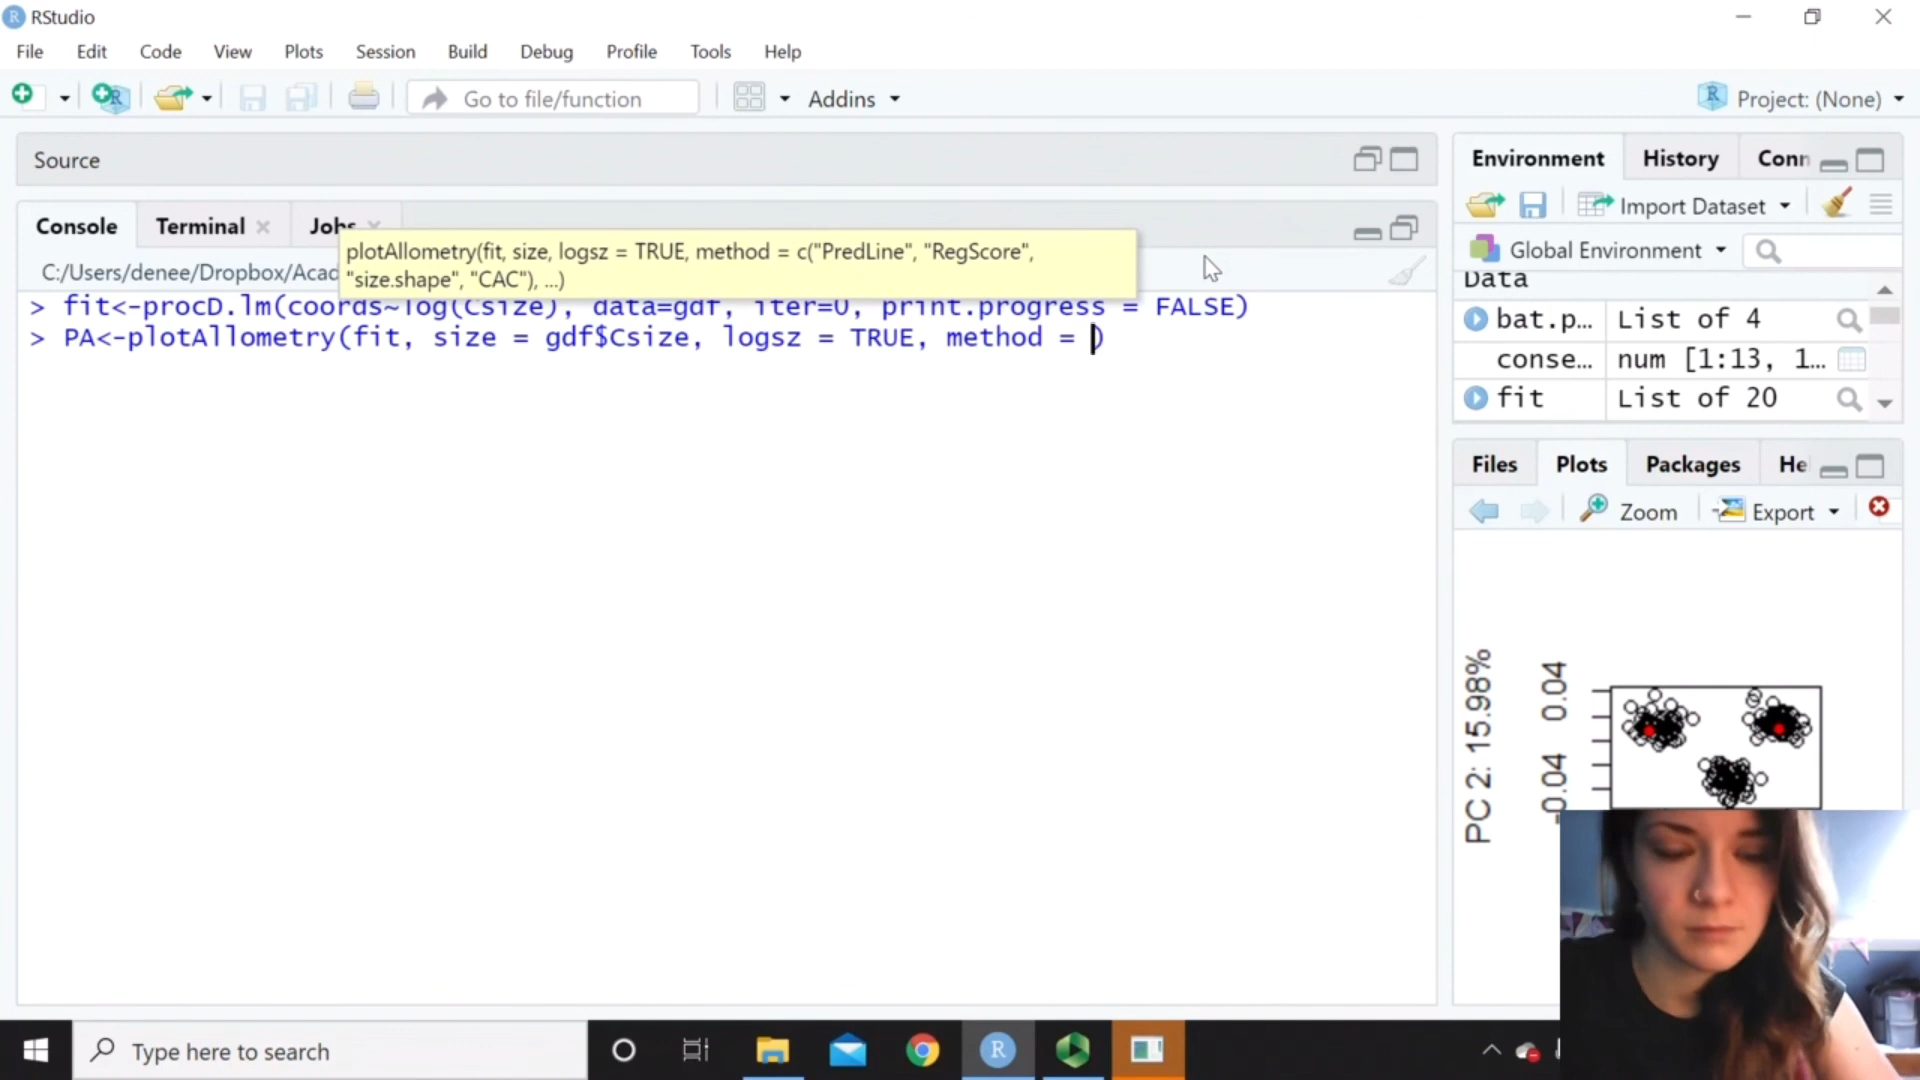 RStudio
File Edit Code View Plots Session Build Debug Profile Tools Help
Go to file/function Addins Project: (None)
Source
Console Terminal Jobs
plotAllometry(fit, size, logsz = TRUE, method = c("PredLine", "RegScore",
"size.shape", "CAC"), ...)
C:/Users/denee/Dropbox/Acad
> fit<-procD.lm(coords~log(Csize), data=gdf, iter=0, print.progress = FALSE)
> PA<-plotAllometry(fit, size = gdf$Csize, logsz = TRUE, method = )
Environment History Conn
Import Dataset
Global Environment
Data
bat.p... List of 4
conse... num [1:13, 1...
fit List of 20
Files Plots Packages He
Zoom Export
PC 2: 15.98%
0.04
-0.04
Type here to search